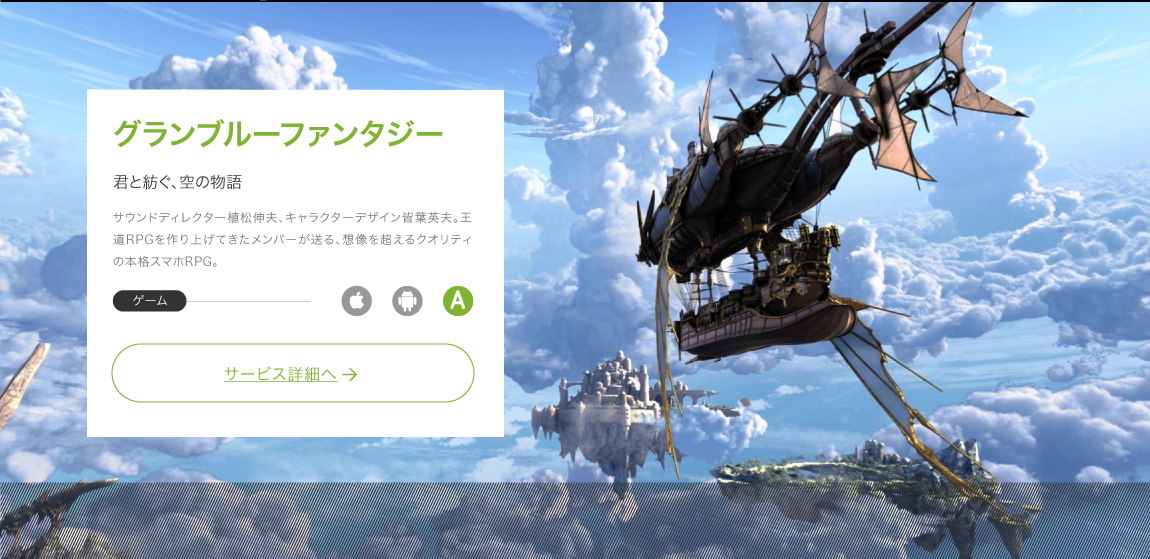 グランブルーファンタジー
君と紡ぐ、空の物語
サウンドディレクター植松伸夫、キャラクターデザイン皆葉英夫。王
道RPGを作り上げてきたメンバーが送る、想像を超えるクオリティ
の本格スマホRPG。
ゲーム
A
サービス詳細へ →